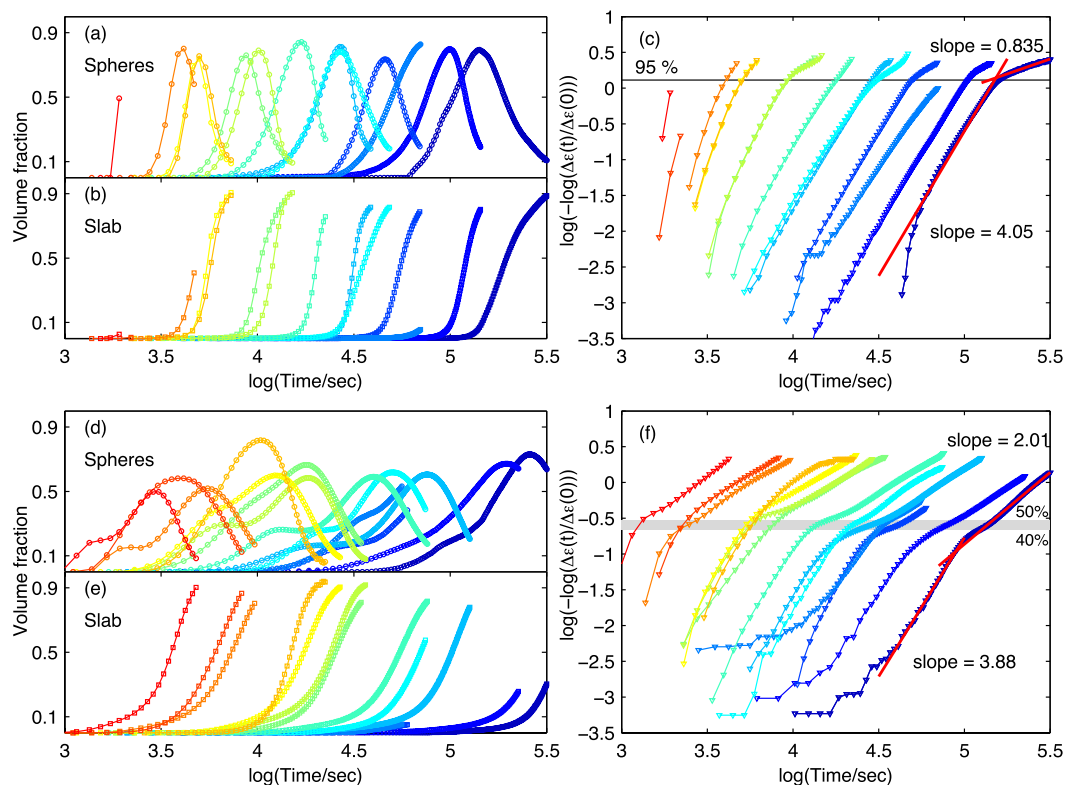 (a)
Spheres
0.9
0.5
0.1
(b)
Slab
0.9
0.5
0.1
Volume fraction
3 3.5 4 4.5 5 5.5
log(Time/sec)
(c)
slope = 0.835
95 %
slope = 4.05
1
0.5
0
−0.5
−1
−1.5
−2
−2.5
−3
−3.5
log(−log(Δε(t)/Δε(0)))
3 3.5 4 4.5 5 5.5
log(Time/sec)
(d)
Spheres
0.9
0.5
0.1
(e)
Slab
0.9
0.5
0.1
Volume fraction
3 3.5 4 4.5 5 5.5
log(Time/sec)
(f)
slope = 2.01
50%
40%
slope = 3.88
1
0.5
0
−0.5
−1
−1.5
−2
−2.5
−3
−3.5
log(−log(Δε(t)/Δε(0)))
3 3.5 4 4.5 5 5.5
log(Time/sec)